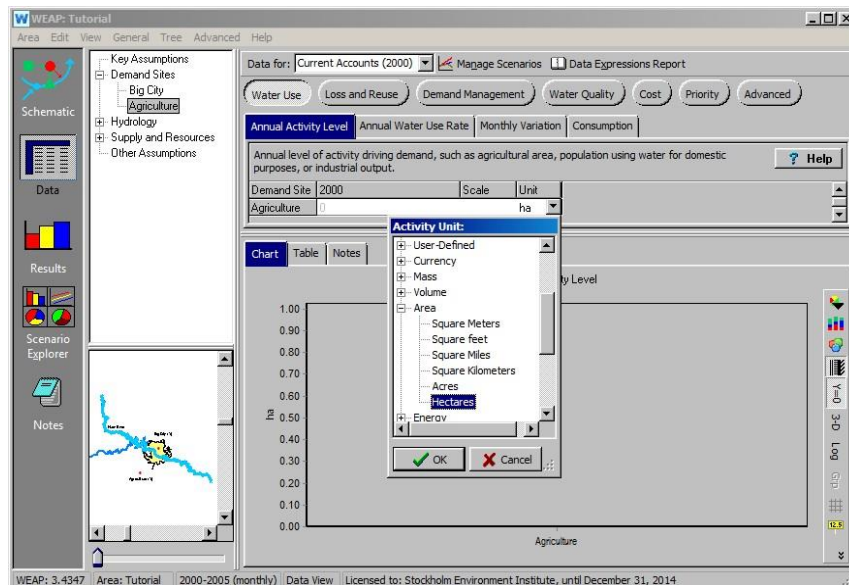 WEAP: Tutorial
Area Edit View General Tree Advanced Help
Schematic
Data
Results
Scenario
Explorer
Notes
Key Assumptions
Demand Sites
Big City
Agriculture
Hydrology
Supply and Resources
Other Assumptions
Data for: Current Accounts (2000) Manage Scenarios Data Expressions Report
Water Use Loss and Reuse Demand Management Water Quality Cost Priority Advanced
Annual Activity Level Annual Water Use Rate Monthly Variation Consumption
Annual level of activity driving demand, such as agricultural area, population using water for domestic
purposes, or industrial output.
? Help
Demand Site 2000 Scale Unit
Agriculture 0 ha
Activity Unit:
User-Defined
Currency
Mass
Volume
Area
Square Meters
Square feet
Square Miles
Square Kilometers
Acres
Hectares
Energy
OK Cancel
Chart Table Notes
ty Level
1.00
0.90
0.80
0.70
0.60
0.50
0.40
0.30
0.20
0.10
0.00
ha
Agriculture
Y=0
3-D
Log
12.5
Big City (1)
Agriculture (1)
WEAP: 3.4347 Area: Tutorial 2000-2005 (monthly) Data View Licensed to: Stockholm Environment Institute, until December 31, 2014